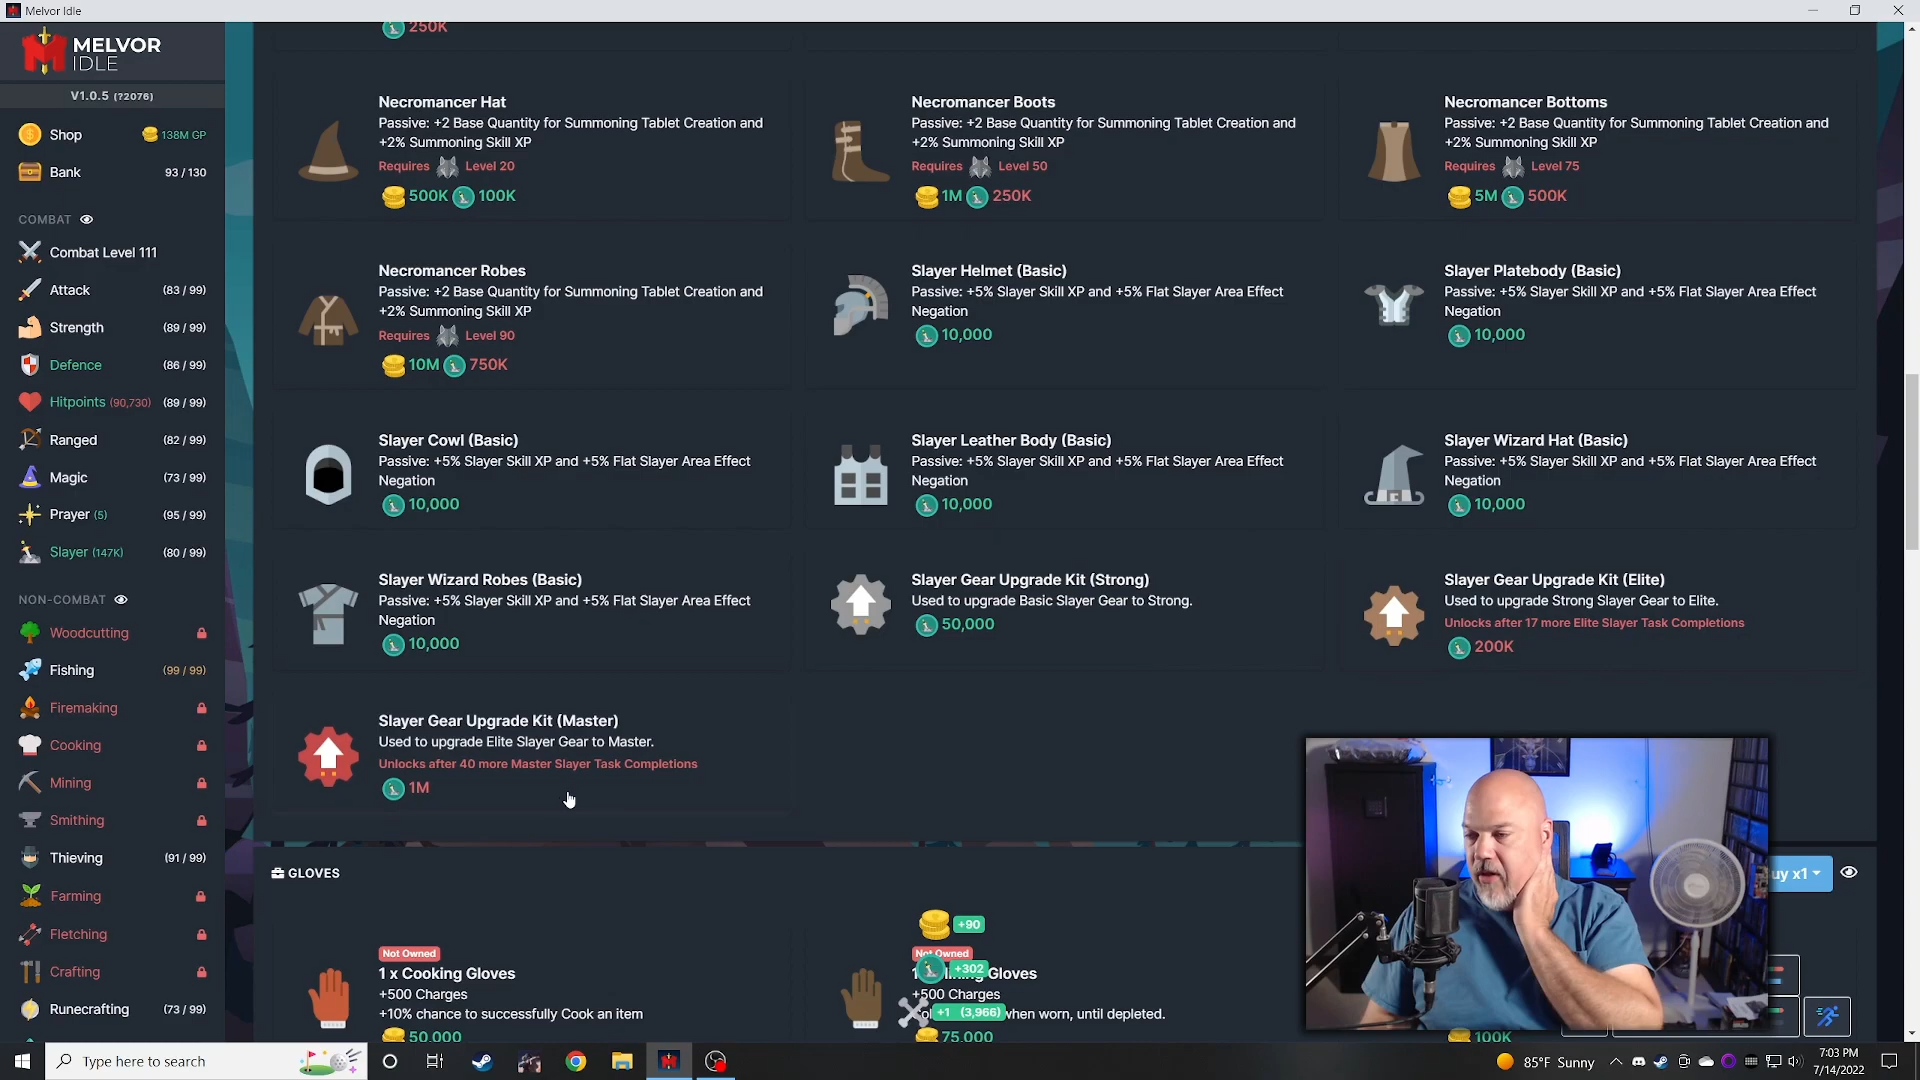 Melvor Idle
MELVOR
IDLE
V1.0.5 (?2076)
Shop 138M GP
Bank 93 / 130
COMBAT
Combat Level 111
Attack (83 / 99)
Strength (89 / 99)
Defence (86 / 99)
Hitpoints (90,730) (89 / 99)
Ranged (82 / 99)
Magic (73 / 99)
Prayer (5) (95 / 99)
Slayer (147K) (80 / 99)
NON-COMBAT
Woodcutting
Fishing (99 / 99)
Firemaking
Cooking
Mining
Smithing
Thieving (91 / 99)
Farming
Fletching
Crafting
Runecrafting (73 / 99)
250K
Necromancer Hat
Passive: +2 Base Quantity for Summoning Tablet Creation and
+2% Summoning Skill XP
Requires Level 20
500K 100K
Necromancer Boots
Passive: +2 Base Quantity for Summoning Tablet Creation and
+2% Summoning Skill XP
Requires Level 50
1M 250K
Necromancer Bottoms
Passive: +2 Base Quantity for Summoning Tablet Creation and
+2% Summoning Skill XP
Requires Level 75
5M 500K
Necromancer Robes
Passive: +2 Base Quantity for Summoning Tablet Creation and
+2% Summoning Skill XP
Requires Level 90
10M 750K
Slayer Helmet (Basic)
Passive: +5% Slayer Skill XP and +5% Flat Slayer Area Effect
Negation
10,000
Slayer Platebody (Basic)
Passive: +5% Slayer Skill XP and +5% Flat Slayer Area Effect
Negation
10,000
Slayer Cowl (Basic)
Passive: +5% Slayer Skill XP and +5% Flat Slayer Area Effect
Negation
10,000
Slayer Leather Body (Basic)
Passive: +5% Slayer Skill XP and +5% Flat Slayer Area Effect
Negation
10,000
Slayer Wizard Hat (Basic)
Passive: +5% Slayer Skill XP and +5% Flat Slayer Area Effect
Negation
10,000
Slayer Wizard Robes (Basic)
Passive: +5% Slayer Skill XP and +5% Flat Slayer Area Effect
Negation
10,000
Slayer Gear Upgrade Kit (Strong)
Used to upgrade Basic Slayer Gear to Strong.
50,000
Slayer Gear Upgrade Kit (Elite)
Used to upgrade Strong Slayer Gear to Elite.
Unlocks after 17 more Elite Slayer Task Completions
200K
Slayer Gear Upgrade Kit (Master)
Used to upgrade Elite Slayer Gear to Master.
Unlocks after 40 more Master Slayer Task Completions
1M
GLOVES
uy x1
Not Owned
1 x Cooking Gloves
+500 Charges
+10% chance to successfully Cook an item
50,000
+90
Not Owned
+302 Gloves
+500 Charges
+1 (3,966) when worn, until depleted.
75,000
100K
Type here to search
85°F Sunny
7:03 PM
7/14/2022